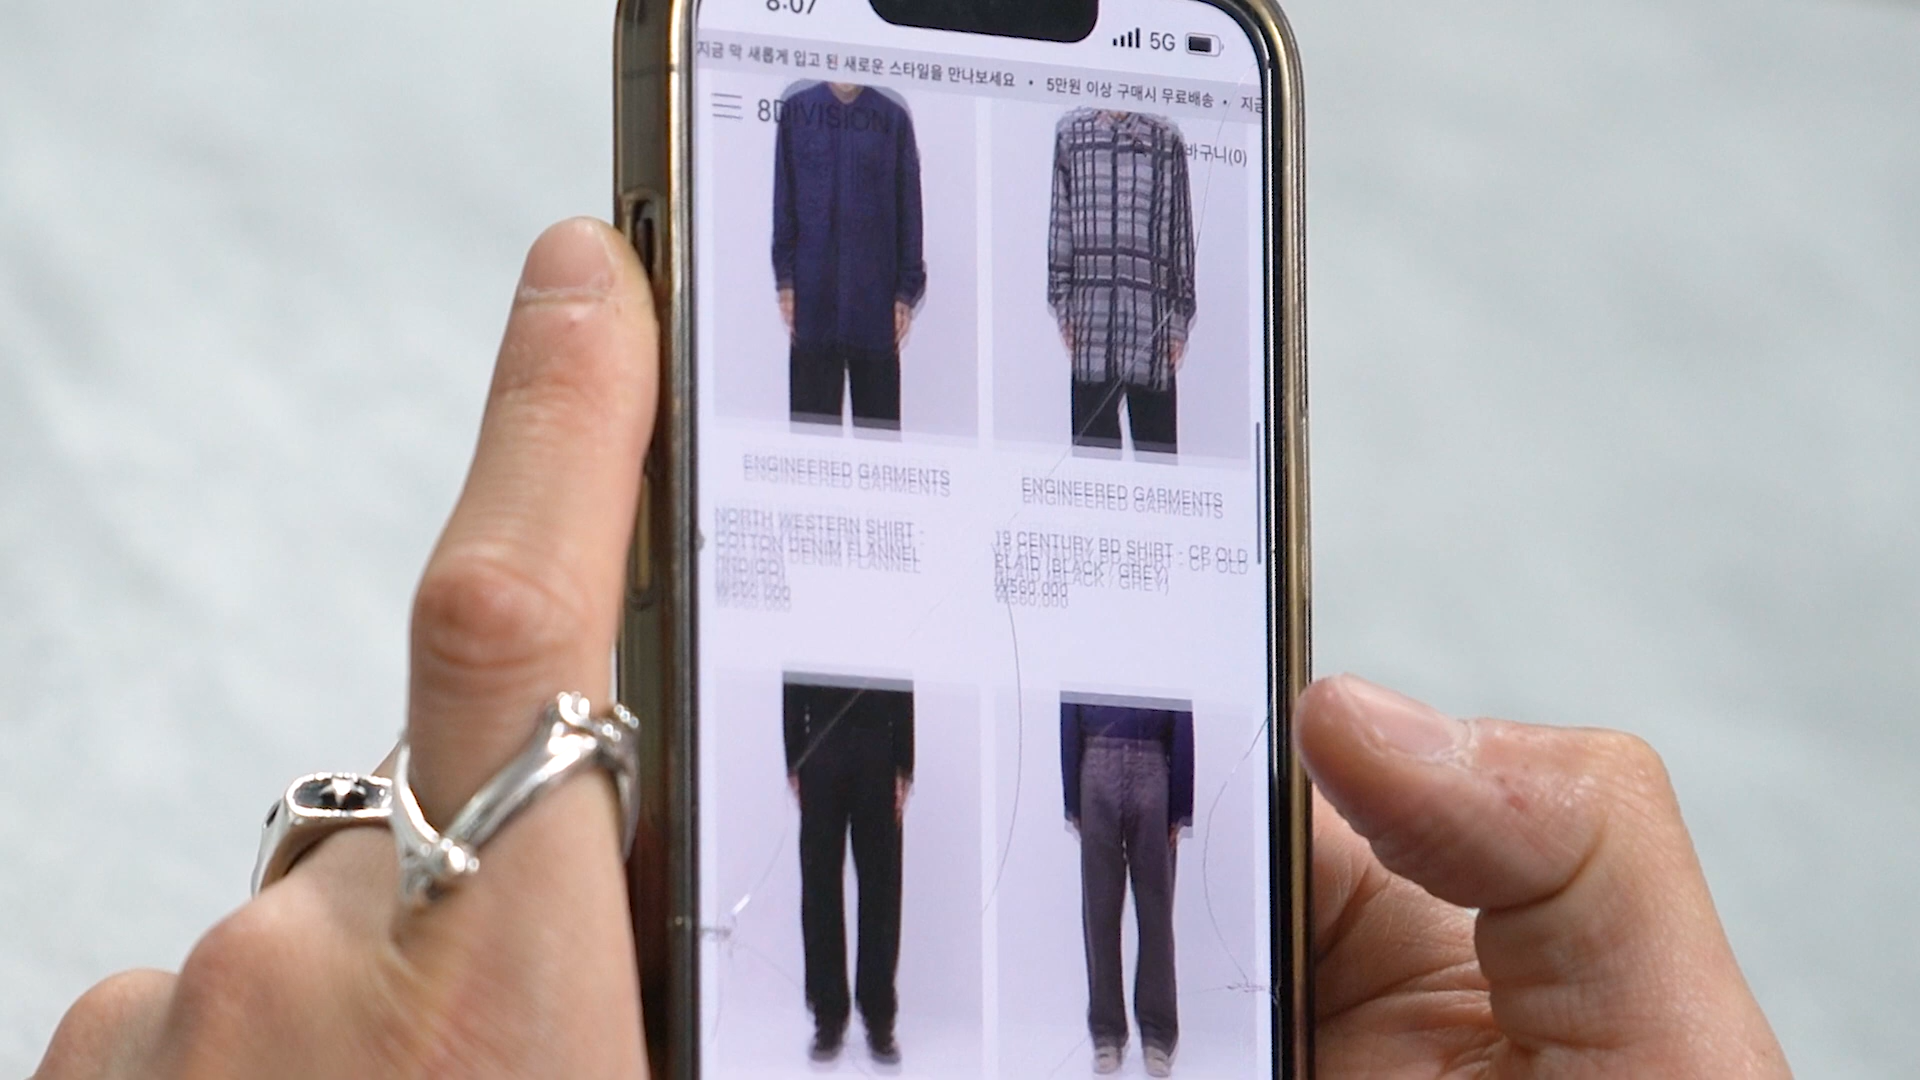 8:07
5G
지금 막 새롭게 입고 된 새로운 스타일을 만나보세요 • 5만원 이상 구매시 무료배송 • 지금
8DIVISION
바구니(0)
ENGINEERED GARMENTS
NORTH WESTERN SHIRT -
COTTON DENIM FLANNEL
(INDIGO)
₩560,000
ENGINEERED GARMENTS
19 CENTURY BD SHIRT - CP OLD
PLAID (BLACK / GREY)
₩560,000